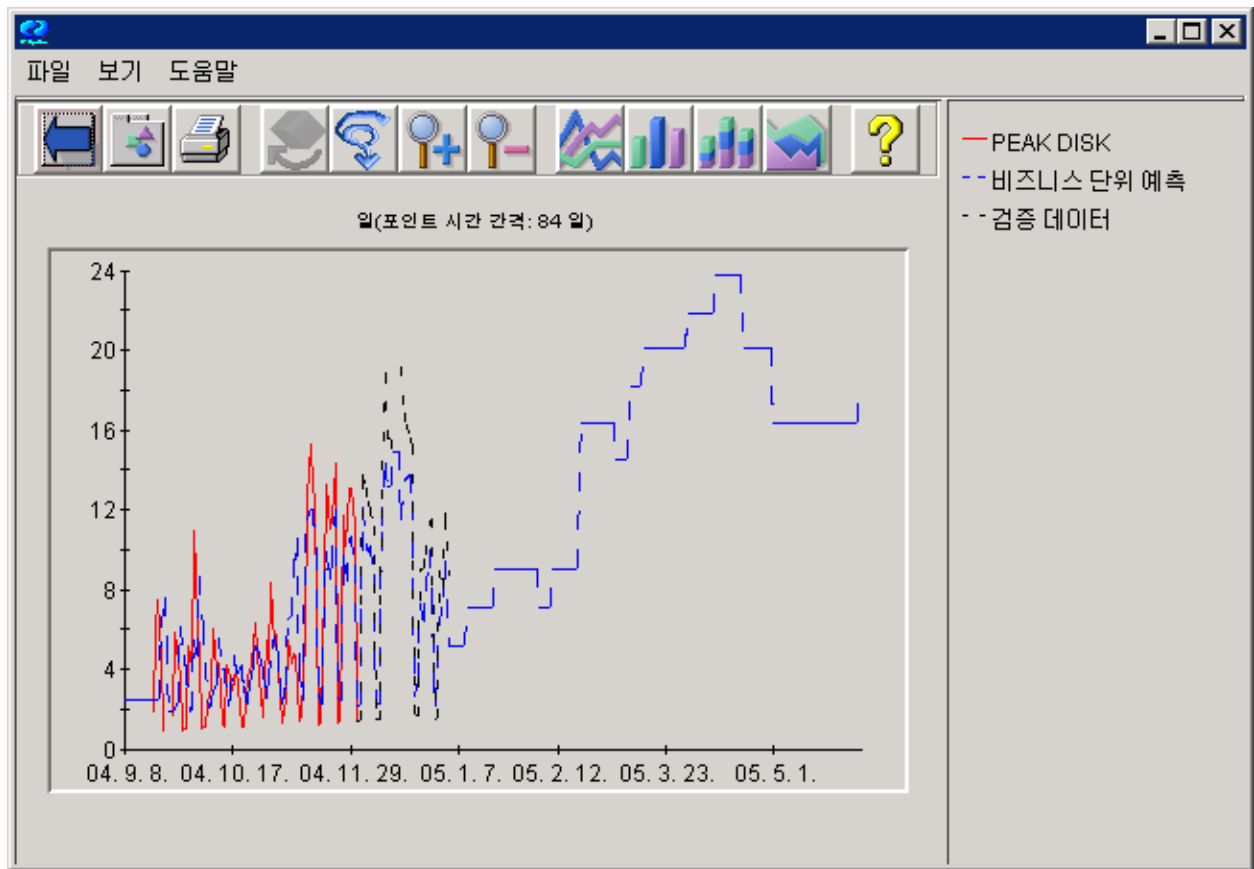 파일 보기 도움말
PEAK DISK
비즈니스 단위 예측
검증 데이터
일(포인트 시간 간격: 84 일)
24
20
16
12
8
4
0
04. 9. 8. 04. 10. 17. 04. 11. 29. 05. 1. 7. 05. 2. 12. 05. 3. 23. 05. 5. 1.